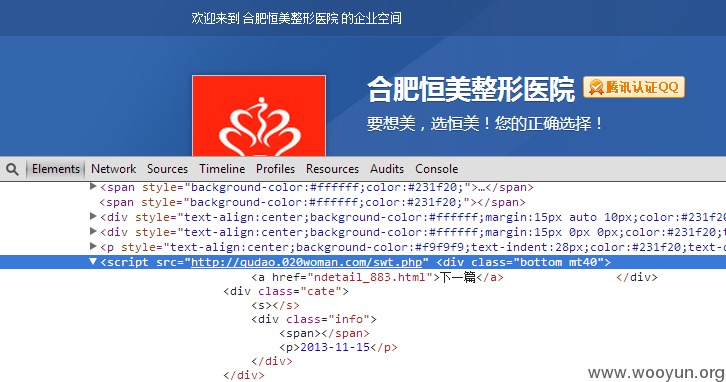 欢迎来到 合肥恒美整形医院 的企业空间
合肥恒美整形医院 腾讯认证QQ
要想美，选恒美！您的正确选择！
Elements Network Sources Timeline Profiles Resources Audits Console
<span style="background-color:#ffffff;color:#231f20;">…</span>
<span style="background-color:#ffffff;color:#231f20;"></span>
<div style="text-align:center;background-color:#ffffff;margin:15px auto 10px;color:#231f20
<div style="text-align:center;background-color:#ffffff;margin:15px 0px 0px;color:#231f20;t
<p style="text-align:center;background-color:#f9f9f9;text-indent:28px;color:#231f20;text-d
<script src="http://qudao.020woman.com/swt.php" <div class="bottom mt40">
<a href="ndetail_883.html">下一篇</a> </div>
<div class="cate">
<s></s>
<div class="info">
<span></span>
<p>2013-11-15</p>
</div>
</div>
www.wooyun.org